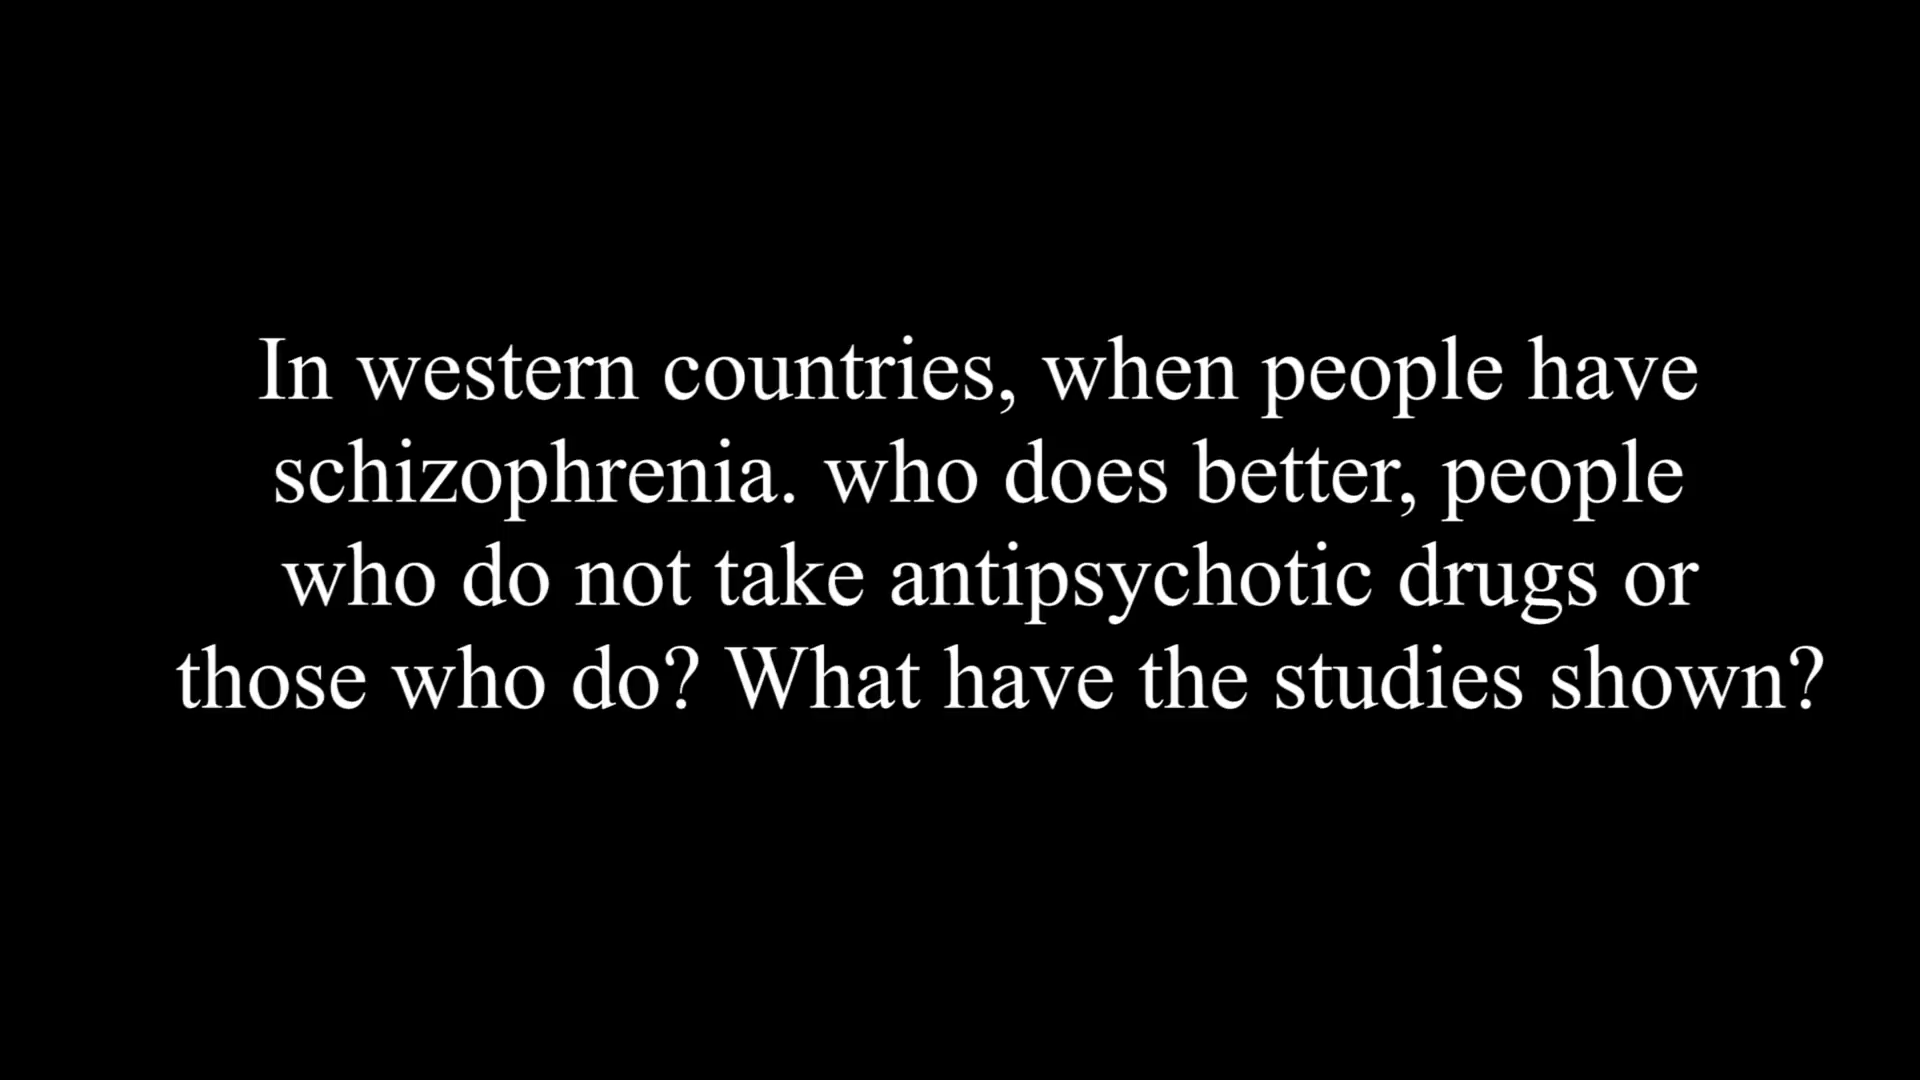 In western countries, when people have
schizophrenia. who does better, people
who do not take antipsychotic drugs or
those who do? What have the studies shown?